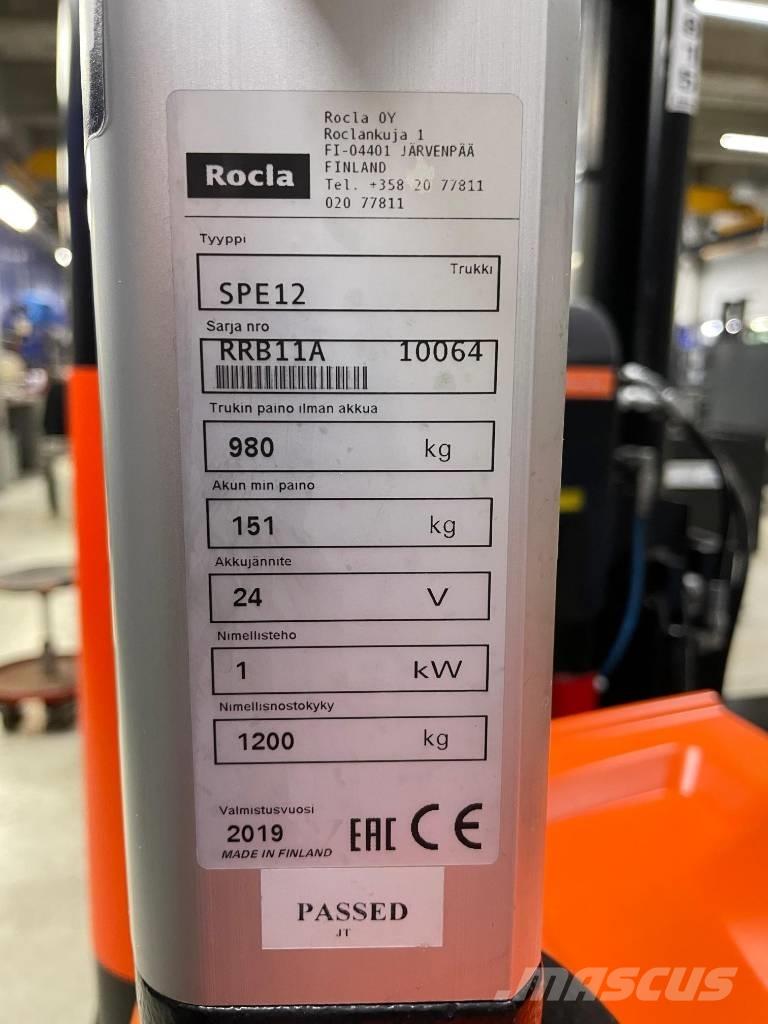 Rocla OY
Roclankuja 1
FI-04401 JÄRVENPÄÄ
FINLAND
Tel. +358 20 77811
020 77811
Rocla
Tyyppi
Trukki
SPE12
Sarja nro
RRB11A 10064
Trukin paino ilman akkua
980 kg
Akun min paino
151 kg
Akkujännite
24 V
Nimellisteho
1 kW
Nimellisnostokyky
1200 kg
Valmistusvuosi
2019 EAC CE
MADE IN FINLAND
PASSED
JT
MASCUS